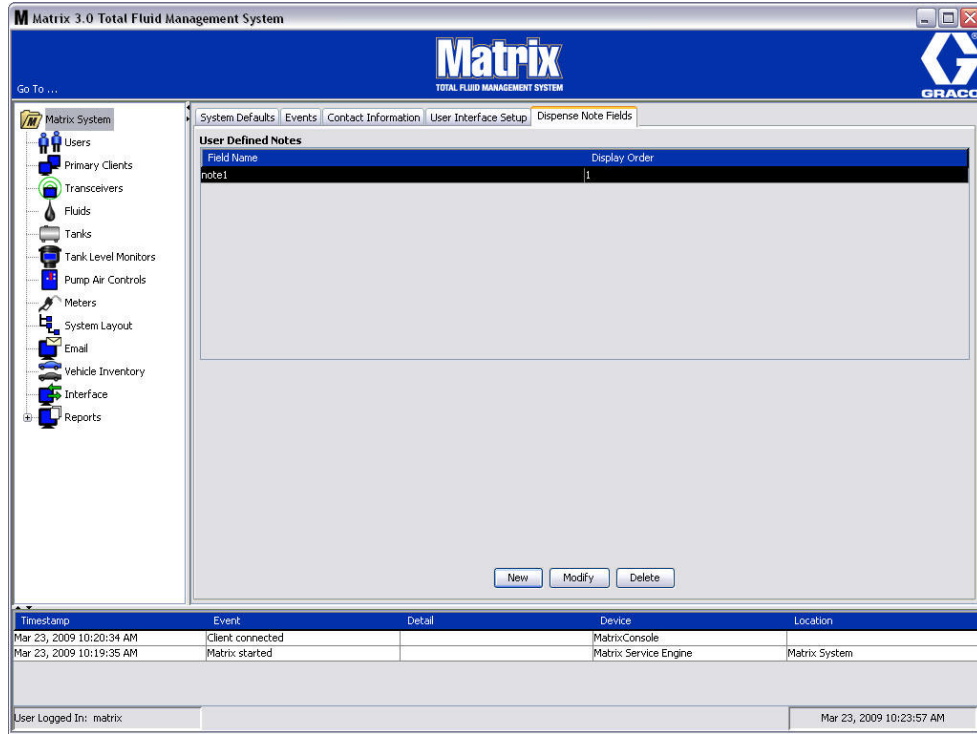 Matrix 3.0 Total Fluid Management System
Matrix
TOTAL FLUID MANAGEMENT SYSTEM
GRACO
Go To ...
Matrix System
Users
Primary Clients
Transceivers
Fluids
Tanks
Tank Level Monitors
Pump Air Controls
Meters
System Layout
Email
Vehicle Inventory
Interface
Reports
System Defaults Events Contact Information User Interface Setup Dispense Note Fields
User Defined Notes
Field Name Display Order
note1 1
New Modify Delete
Timestamp Event Detail Device Location
Mar 23, 2009 10:20:34 AM Client connected MatrixConsole
Mar 23, 2009 10:19:35 AM Matrix started Matrix Service Engine Matrix System
User Logged In: matrix Mar 23, 2009 10:23:57 AM